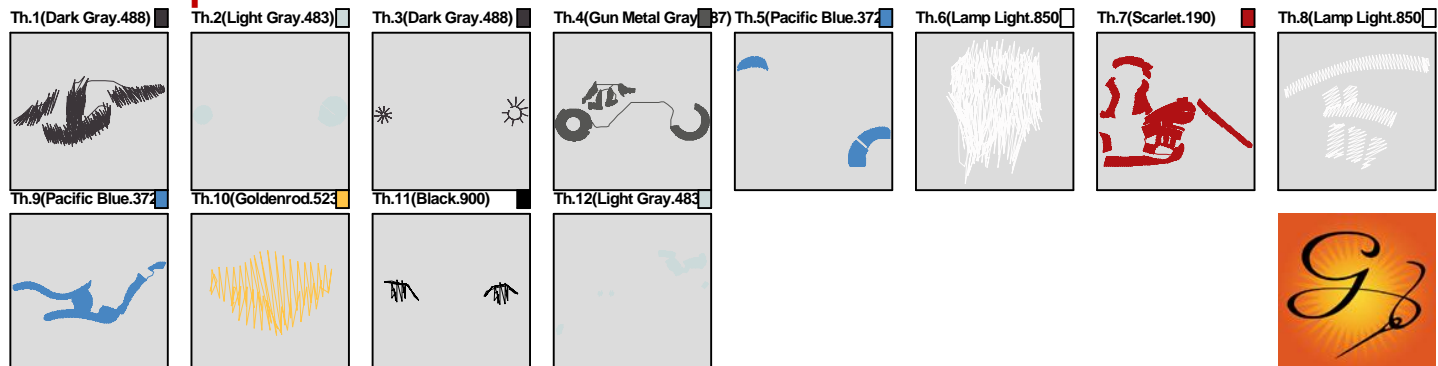 Th.1(Dark Gray.488) Th.2(Light Gray.483) Th.3(Dark Gray.488) Th.4(Gun Metal Gray 87) Th.5(Pacific Blue.372 Th.6(Lamp Light.850 Th.7(Scarlet.190) Th.8(Lamp Light.850
Th.9(Pacific Blue.372 Th.10(Goldenrod.523 Th.11(Black.900) Th.12(Light Gray.483